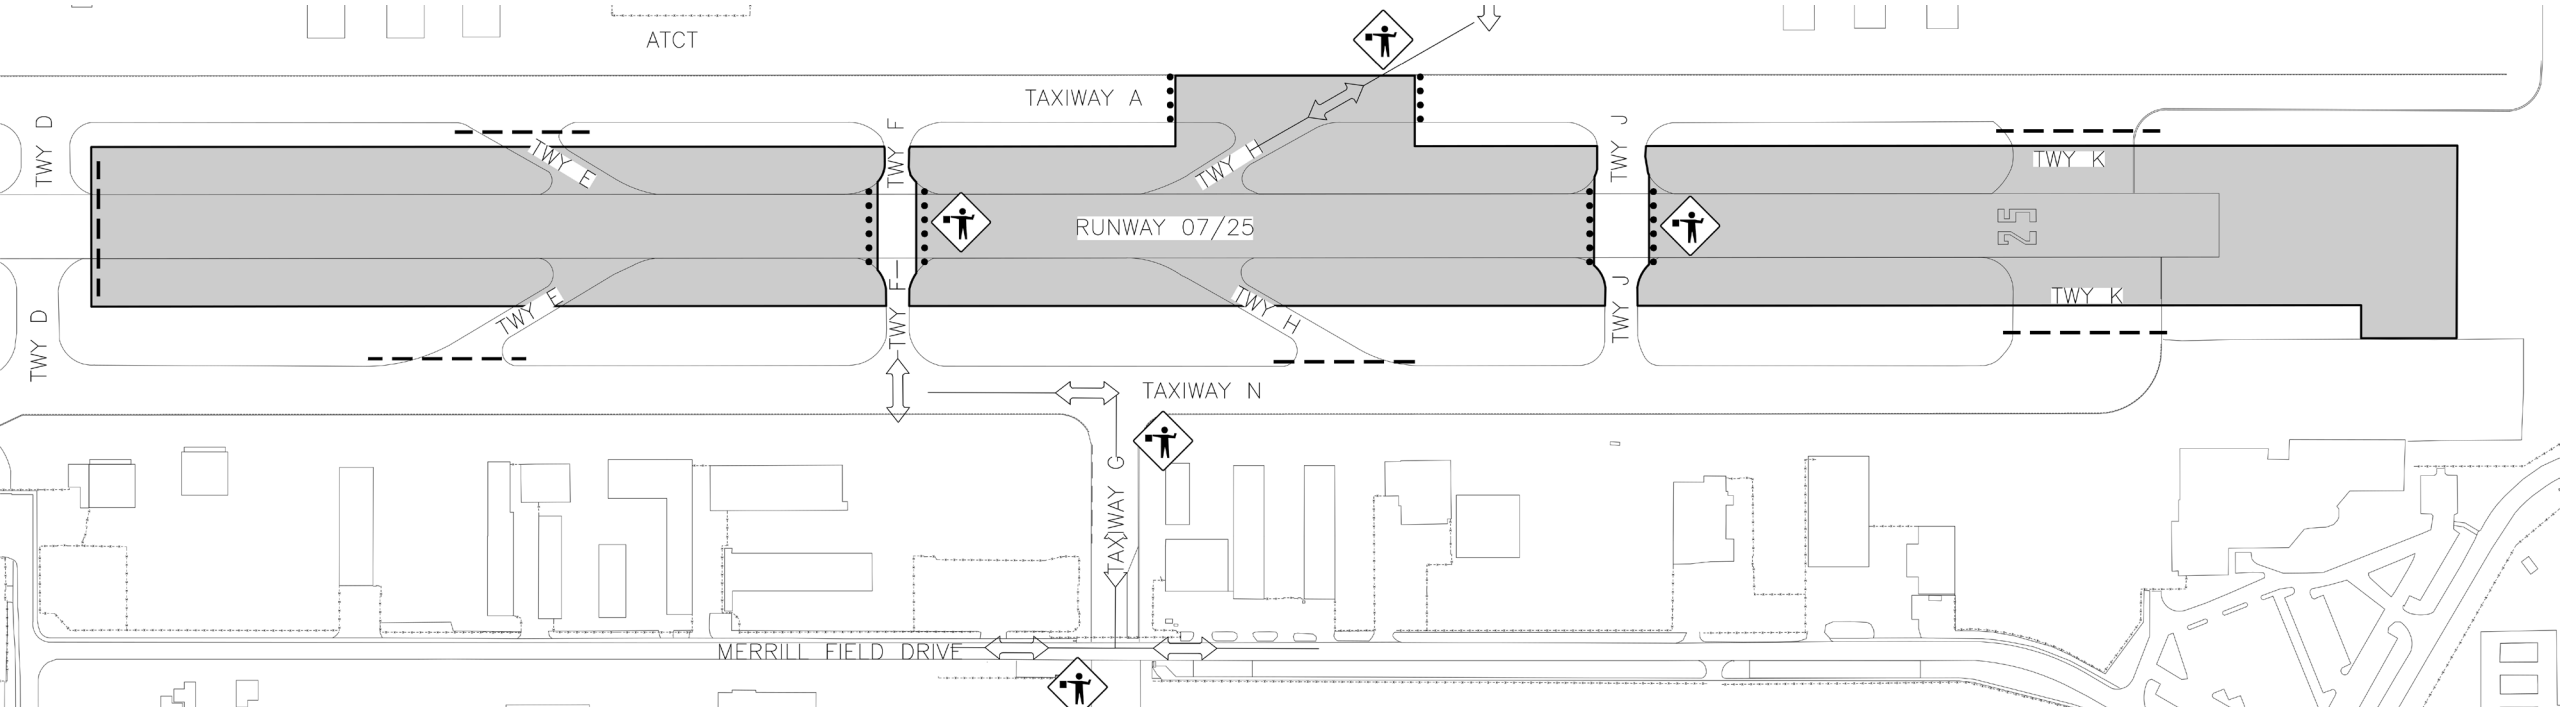 ATCT
TAXIWAY A
TWY D
TWY F
TWY J
TWY E
TWY H
TWY K
RUNWAY 07/25
25
TWY D
TWY E
TWY F
TWY H
TWY J
TWY K
TAXIWAY N
TAXIWAY G
MERRILL FIELD DRIVE